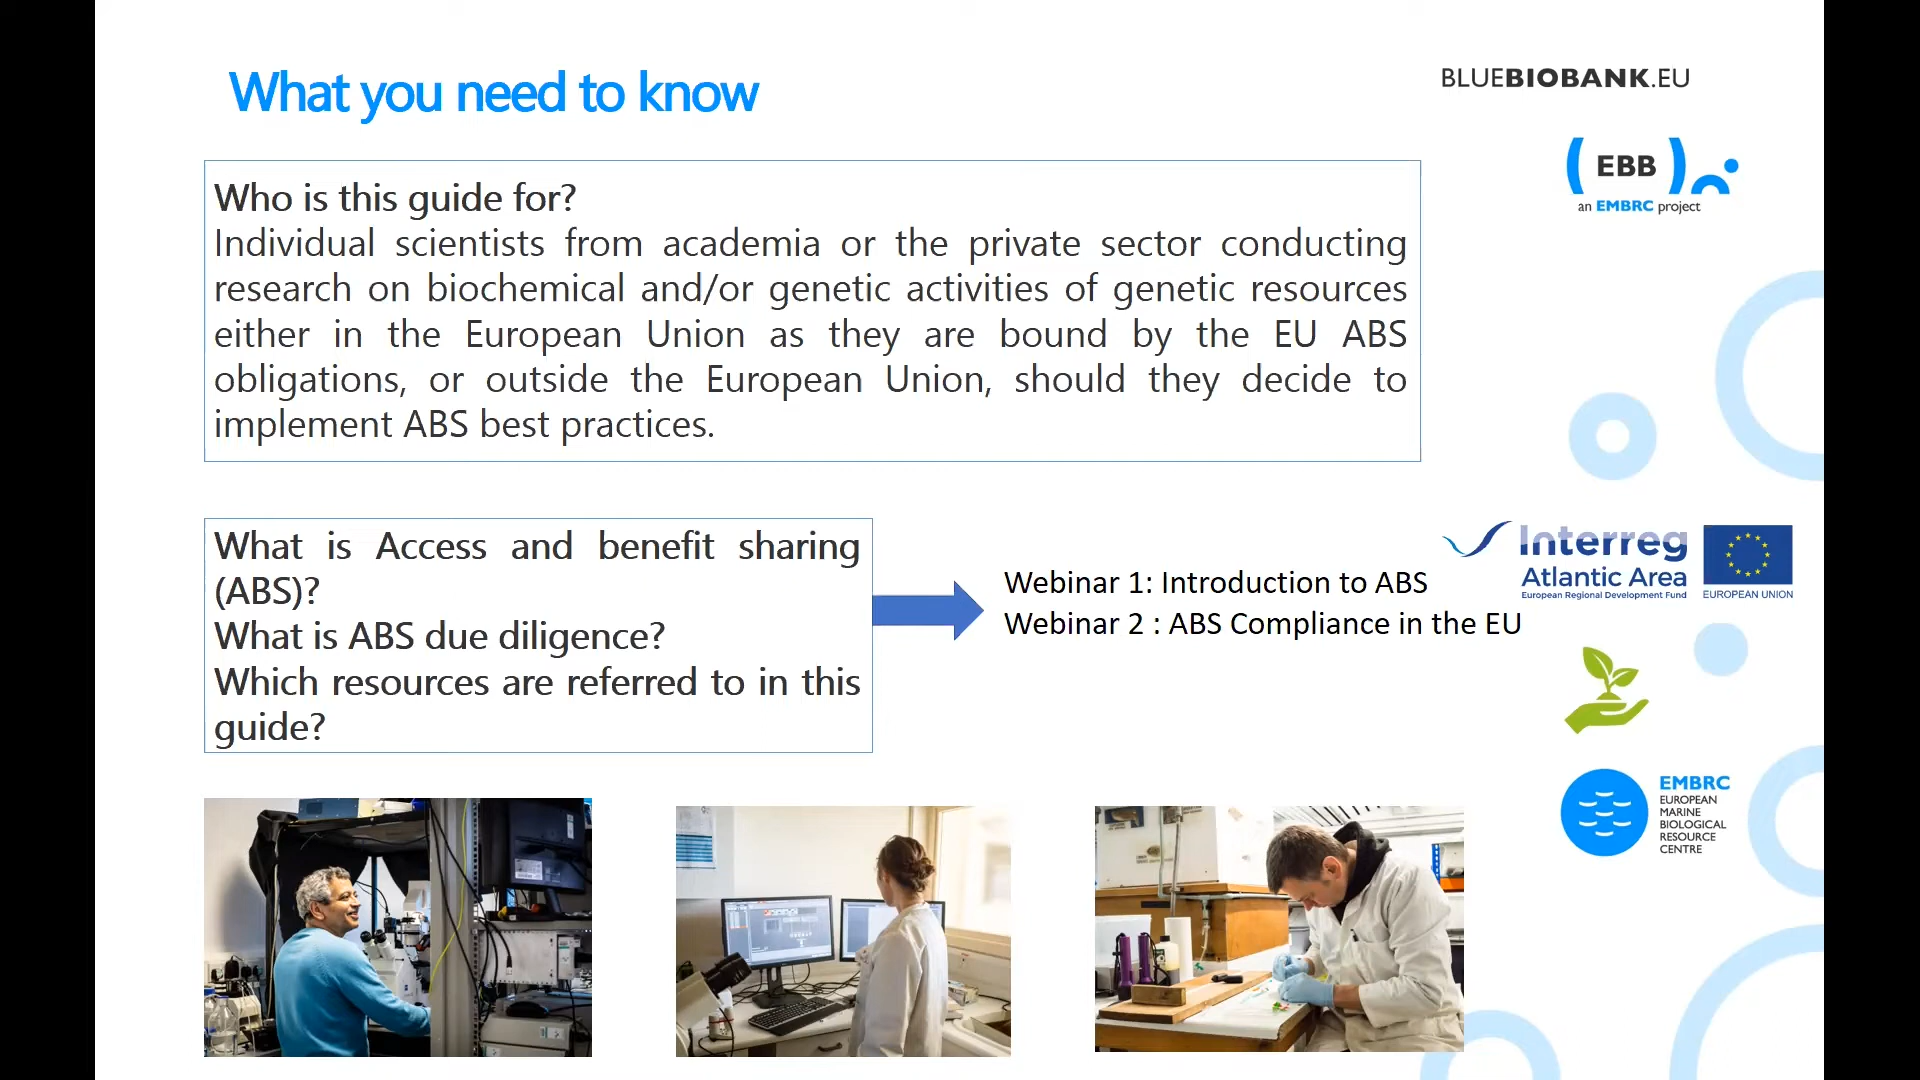 What you need to know
BLUEBIOBANK.EU
EBB
an EMBRC project
Who is this guide for?
Individual scientists from academia or the private sector conducting
research on biochemical and/or genetic activities of genetic resources
either in the European Union as they are bound by the EU ABS
obligations, or outside the European Union, should they decide to
implement ABS best practices.
What is Access and benefit sharing
(ABS)?
What is ABS due diligence?
Which resources are referred to in this
guide?
Webinar 1: Introduction to ABS
Webinar 2 : ABS Compliance in the EU
Interreg
Atlantic Area
European Regional Development Fund
EUROPEAN UNION
EMBRC
EUROPEAN
MARINE
BIOLOGICAL
RESOURCE
CENTRE